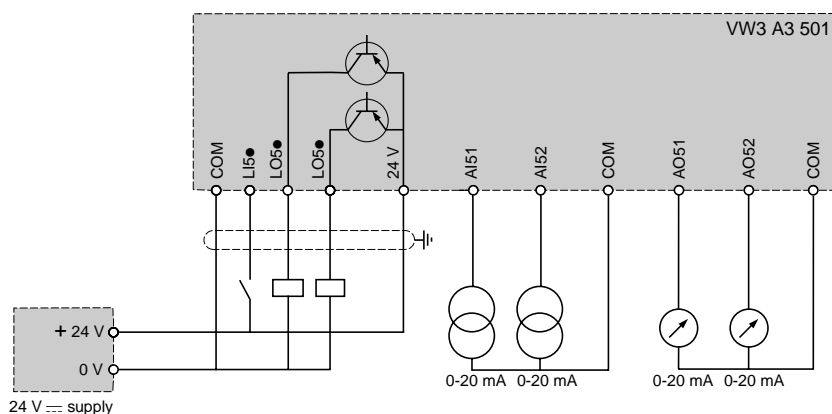 VW3 A3 501
COM
LI5●
LO5●
LO5●
24 V
AI51
AI52
COM
AO51
AO52
COM
+ 24 V
0 V
0-20 mA 0-20 mA
0-20 mA 0-20 mA
24 V ⎓ supply